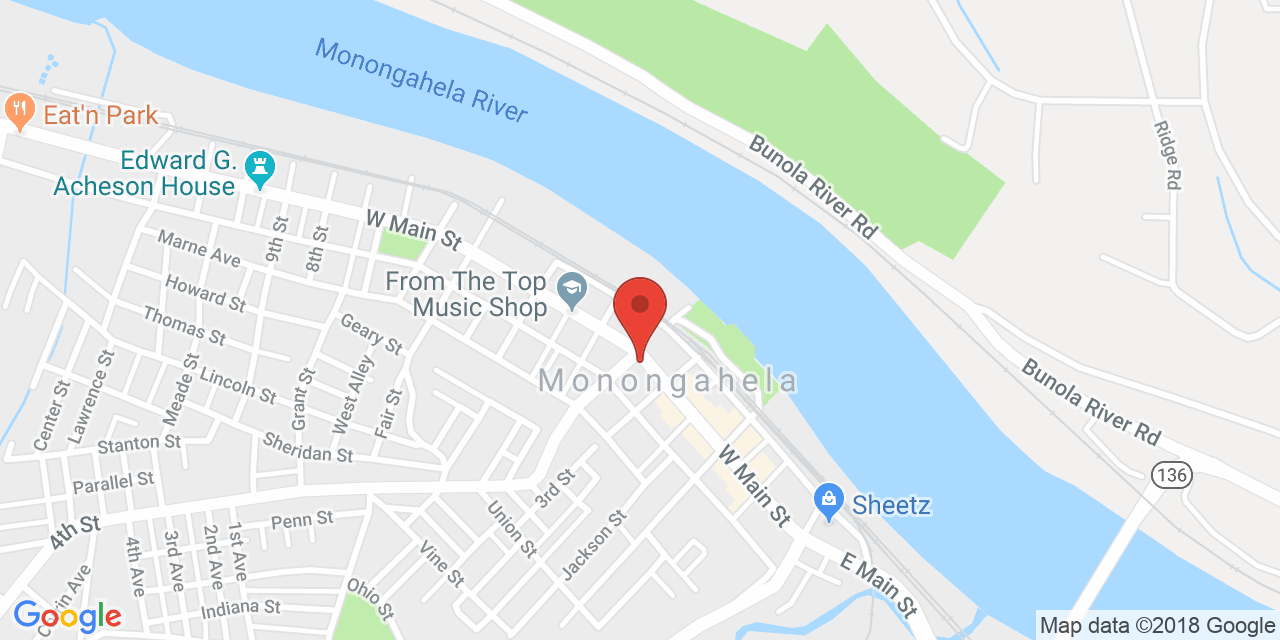 Monongahela River
Eat'n Park
Edward G.
Acheson House
Bunola River Rd
Ridge Rd
W Main St
9th St
8th St
Marne Ave
Howard St
Thomas St
Geary St
From The Top
Music Shop
Monongahela
Bunola River Rd
Center St
Lawrence St
Meade St
Lincoln St
Grant St
West Alley
Fair St
Stanton St
Sheridan St
Parallel St
136
W Main St
Sheetz
3rd St
4th St
4th Ave
3rd Ave
2nd Ave
1st Ave
Penn St
Union St
Jackson St
Vine St
E Main St
Ohio St
Indiana St
Google
Map data ©2018 Google